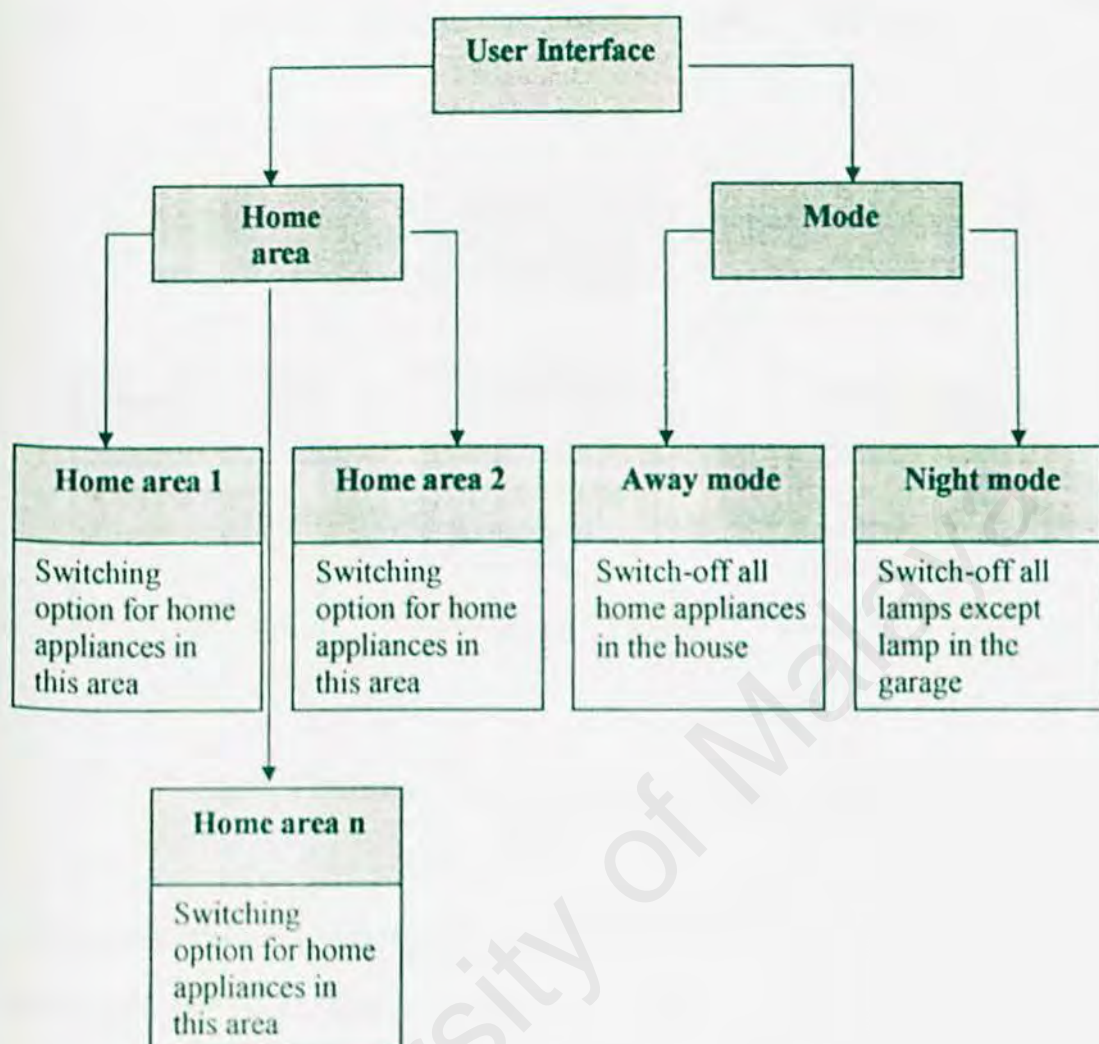 User Interface
Home
area
Mode
Home area 1
Switching
option for home
appliances in
this area
Home area 2
Switching
option for home
appliances in
this area
Away mode
Switch-off all
home appliances
in the house
Night mode
Switch-off all
lamps except
lamp in the
garage
Home area n
Switching
option for home
appliances in
this area
of Malaya